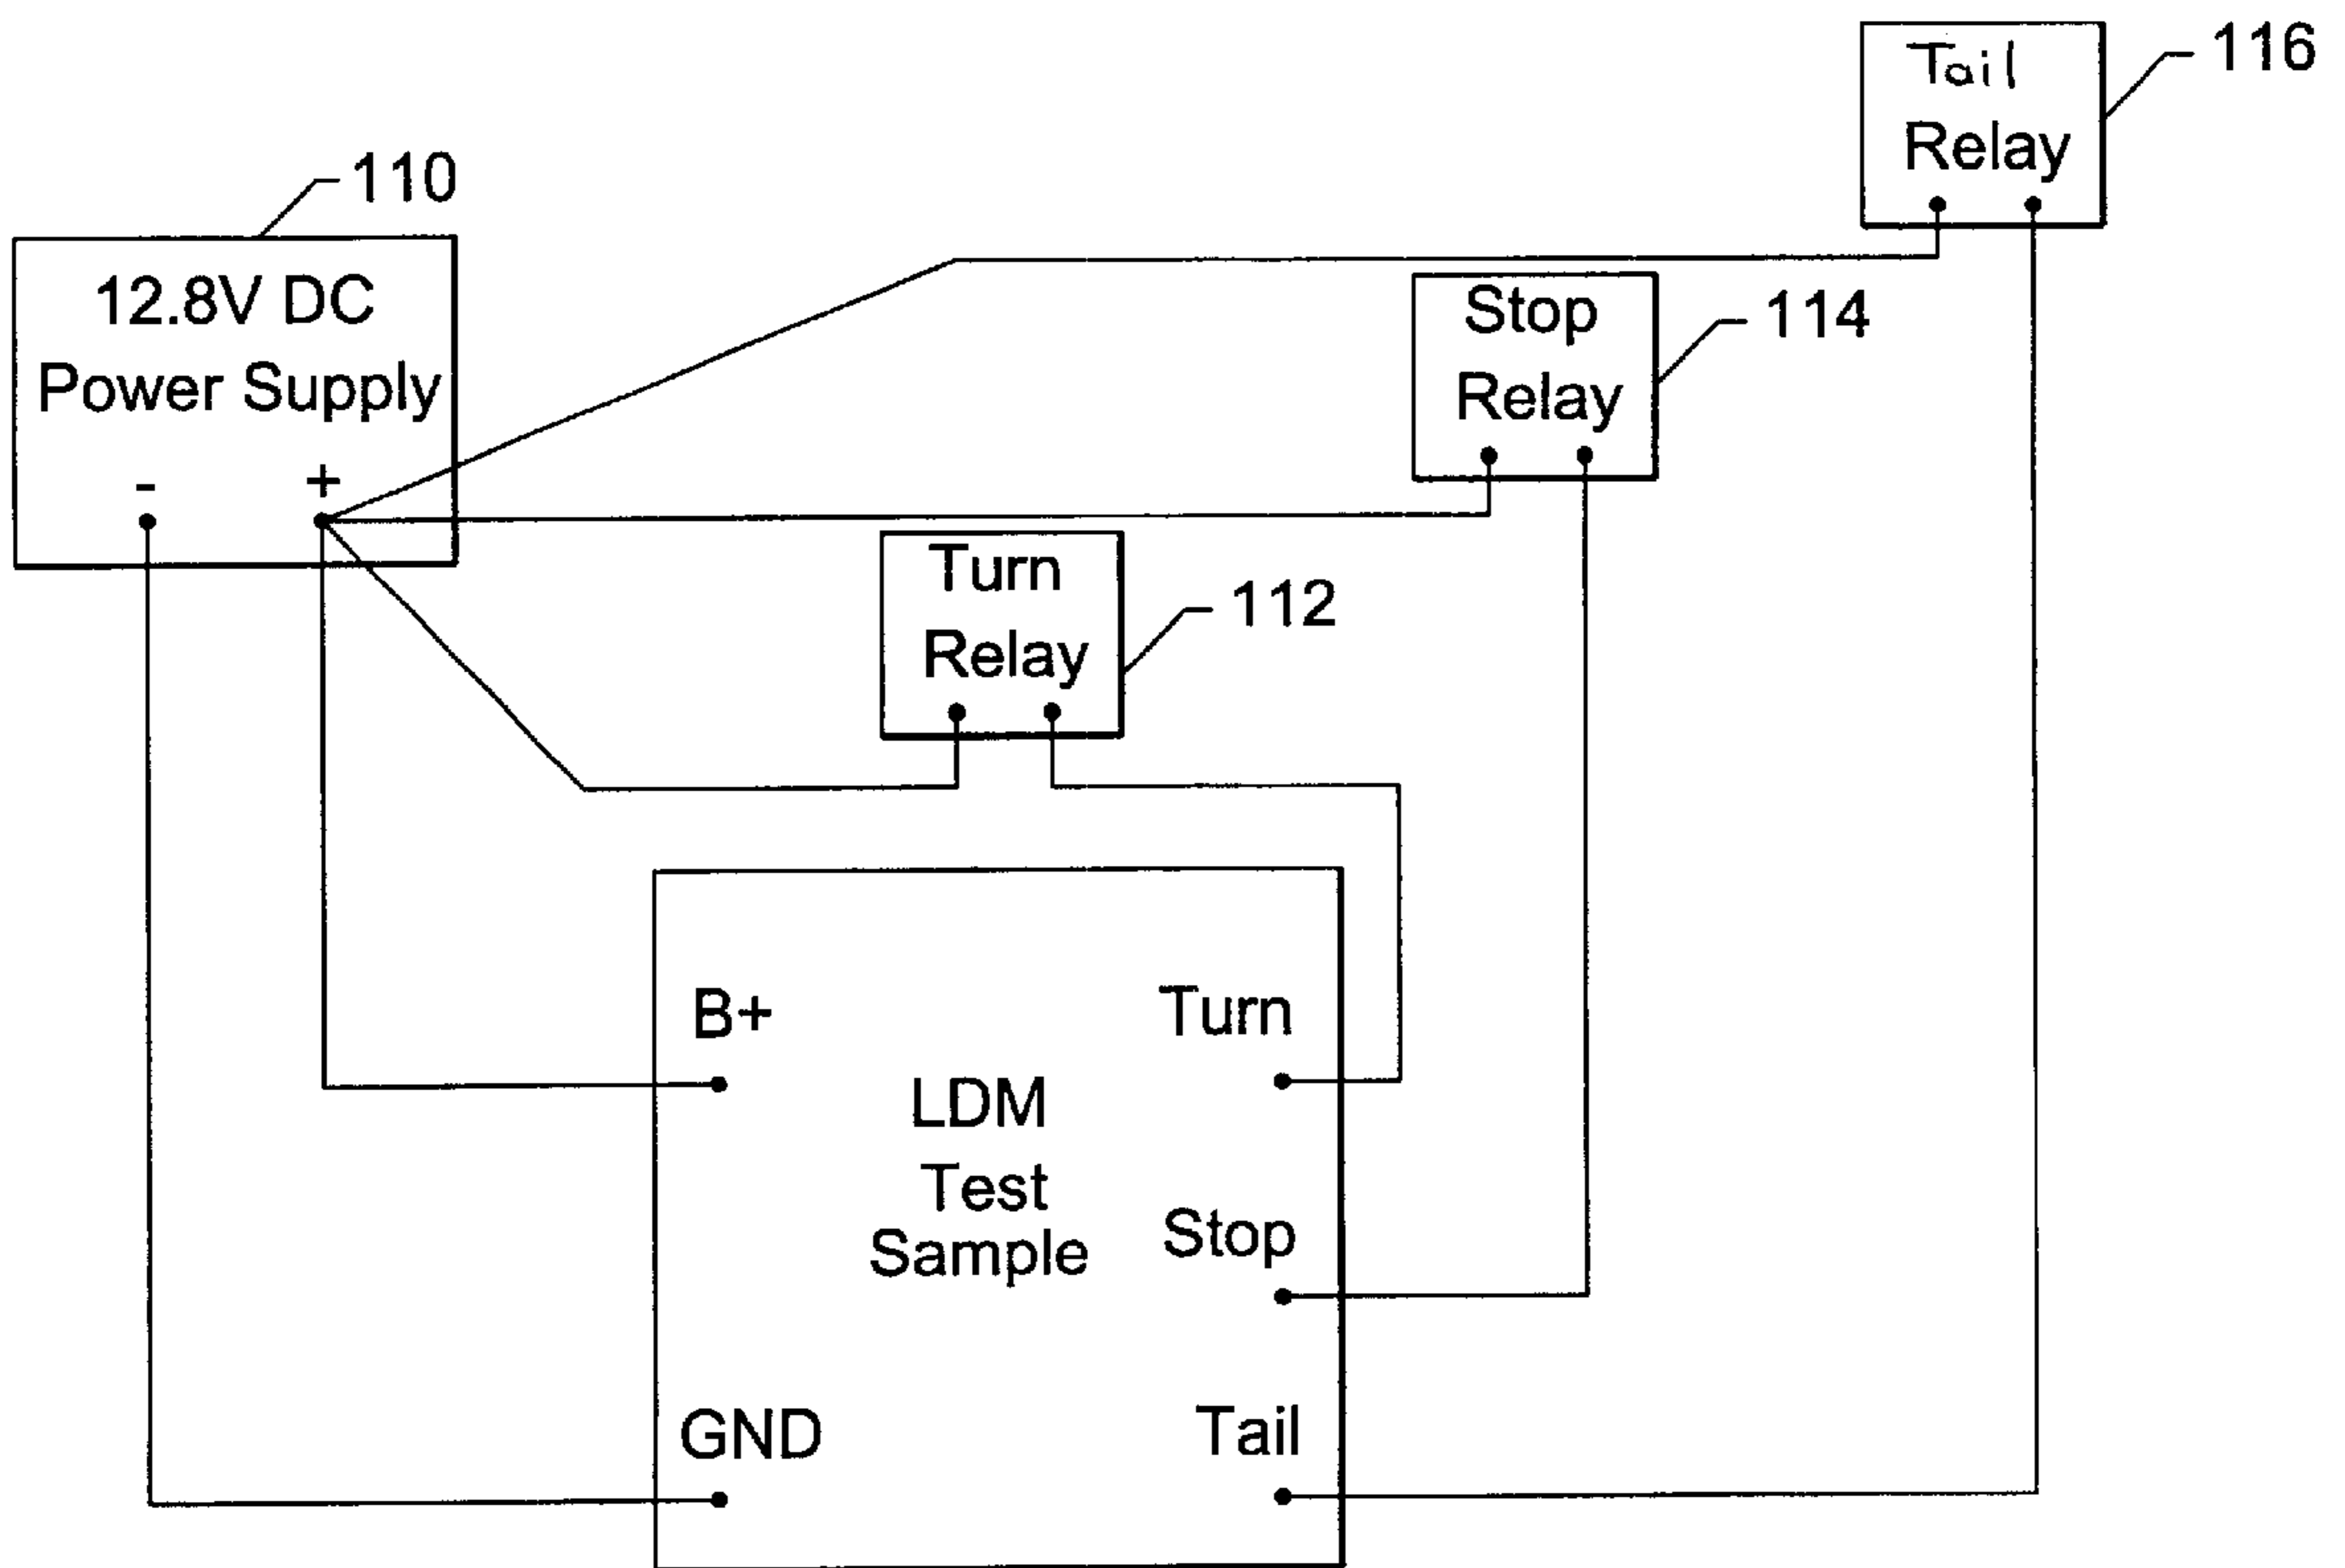 Tail
Relay
116
110
12.8V DC
Power Supply
-
+
Stop
Relay
114
Turn
Relay
112
B+
Turn
LDM
Test
Sample
Stop
GND
Tail